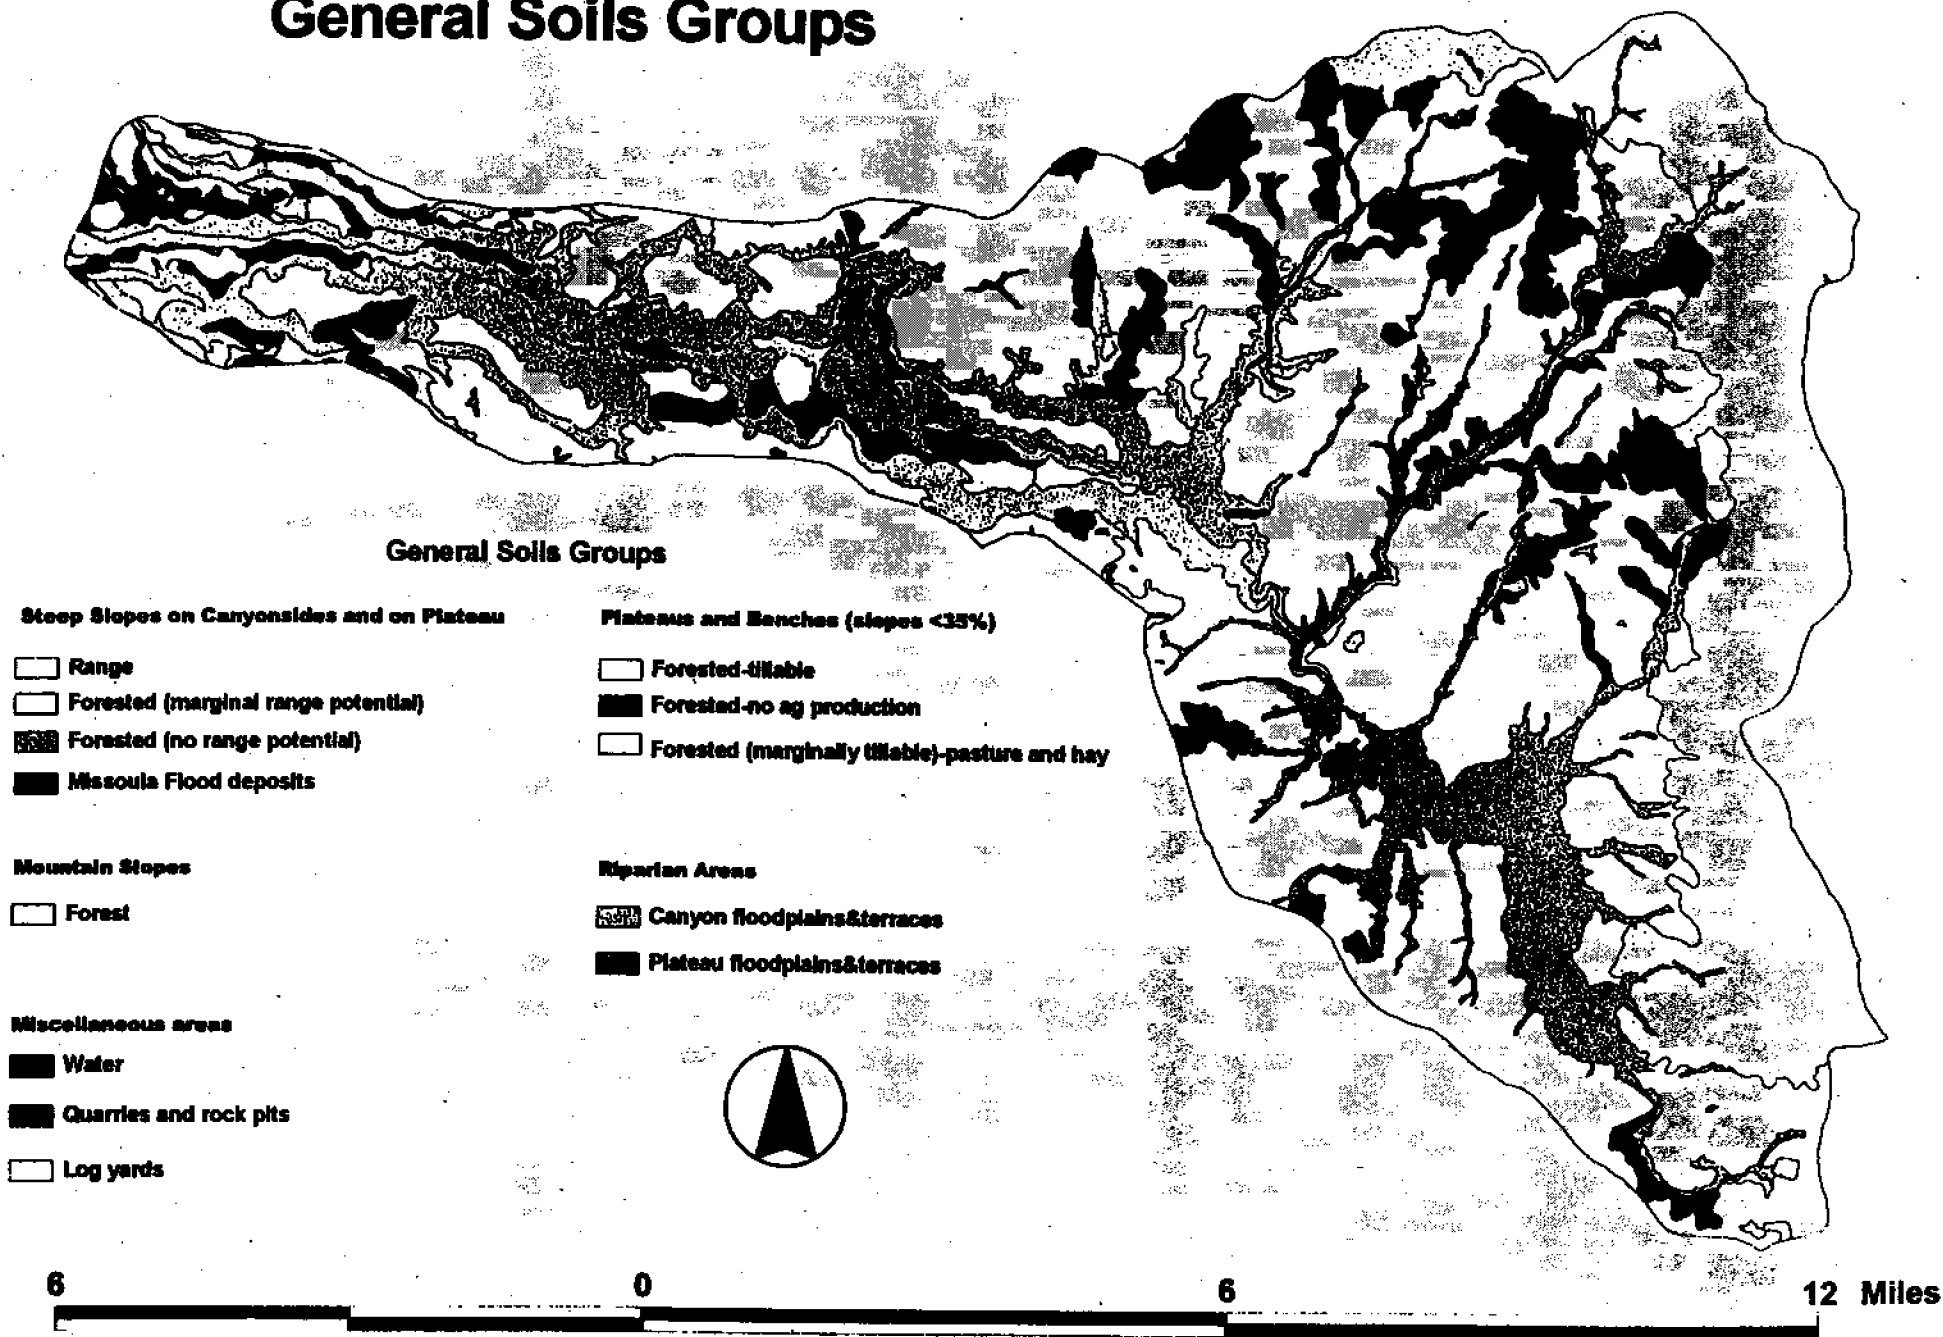 General Soils Groups
General Soils Groups
Steep Slopes on Canyonsides and on Plateau
Range
Forested (marginal range potential)
Forested (no range potential)
Missoula Flood deposits
Mountain Slopes
Forest
Miscellaneous areas
Water
Quarries and rock pits
Log yards
Plateaus and Benches (slopes <35%)
Forested-tillable
Forested-no ag production
Forested (marginally tillable)-pasture and hay
Riparian Areas
Canyon floodplains&terraces
Plateau floodplains&terraces
6 0 6 12 Miles